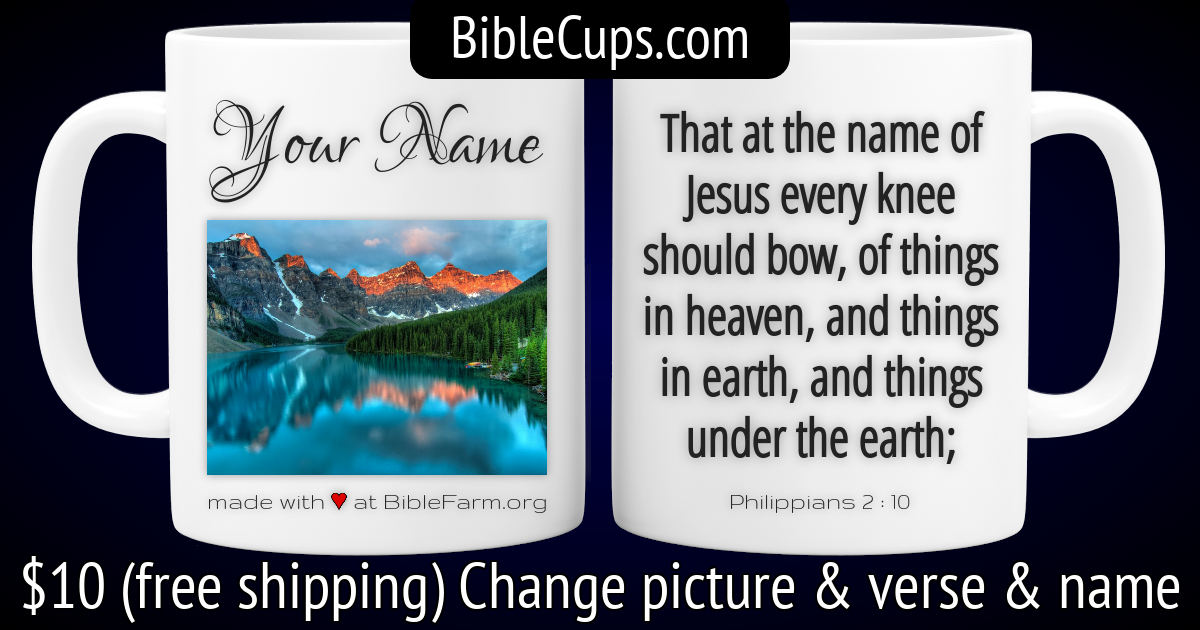 BibleCups.com
Your Name
made with ♥ at BibleFarm.org
That at the name of
Jesus every knee
should bow, of things
in heaven, and things
in earth, and things
under the earth;
Philippians 2 : 10
$10 (free shipping) Change picture & verse & name